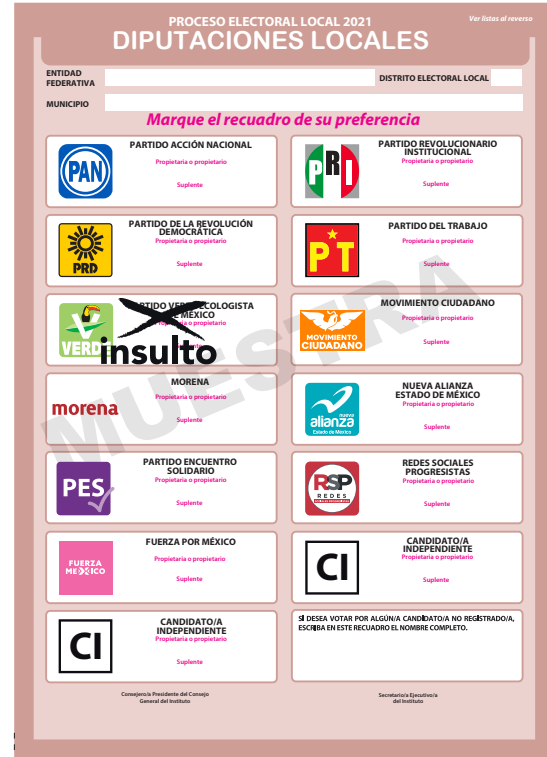 PROCESO ELECTORAL LOCAL 2021
Ver listas al reverso
DIPUTACIONES LOCALES
ENTIDAD
FEDERATIVA
DISTRITO ELECTORAL LOCAL
MUNICIPIO
Marque el recuadro de su preferencia
PAN
PARTIDO ACCIÓN NACIONAL
Propietaria o propietario
Suplente
PRI
PARTIDO REVOLUCIONARIO
INSTITUCIONAL
Propietaria o propietario
Suplente
PRD
PARTIDO DE LA REVOLUCIÓN
DEMOCRÁTICA
Propietaria o propietario
Suplente
PT
PARTIDO DEL TRABAJO
Propietaria o propietario
Suplente
VERDE
ECOLOGISTA
MÉXICO
propietario
insulto
MOVIMIENTO
CIUDADANO
MOVIMIENTO CIUDADANO
Propietaria o propietario
Suplente
morena
MORENA
Propietaria o propietario
Suplente
nueva
alianza
Estado de México
NUEVA ALIANZA
ESTADO DE MÉXICO
Propietaria o propietario
Suplente
PES
PARTIDO ENCUENTRO
SOLIDARIO
Propietaria o propietario
Suplente
RSP
REDES
REDES SOCIALES
PROGRESISTAS
Propietaria o propietario
Suplente
FUERZA
MEXICO
FUERZA POR MÉXICO
Propietaria o propietario
Suplente
CI
CANDIDATO/A
INDEPENDIENTE
Propietaria o propietario
Suplente
CI
CANDIDATO/A
INDEPENDIENTE
Propietaria o propietario
Suplente
SI DESEA VOTAR POR ALGÚN/A CANDIDATO/A NO REGISTRADO/A,
ESCRIBA EN ESTE RECUADRO EL NOMBRE COMPLETO.
Consejero/a Presidente del Consejo
General del Instituto
Secretario/a Ejecutivo/a
del Instituto
MUESTRA